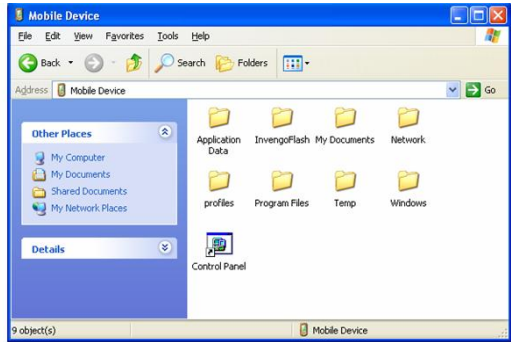 Mobile Device
File Edit View Favorites Tools Help
Back Search Folders
Address Mobile Device Go
Other Places
My Computer
My Documents
Shared Documents
My Network Places
Details
Application Data InvengoFlash My Documents Network
profiles Program Files Temp Windows
Control Panel
9 object(s) Mobile Device